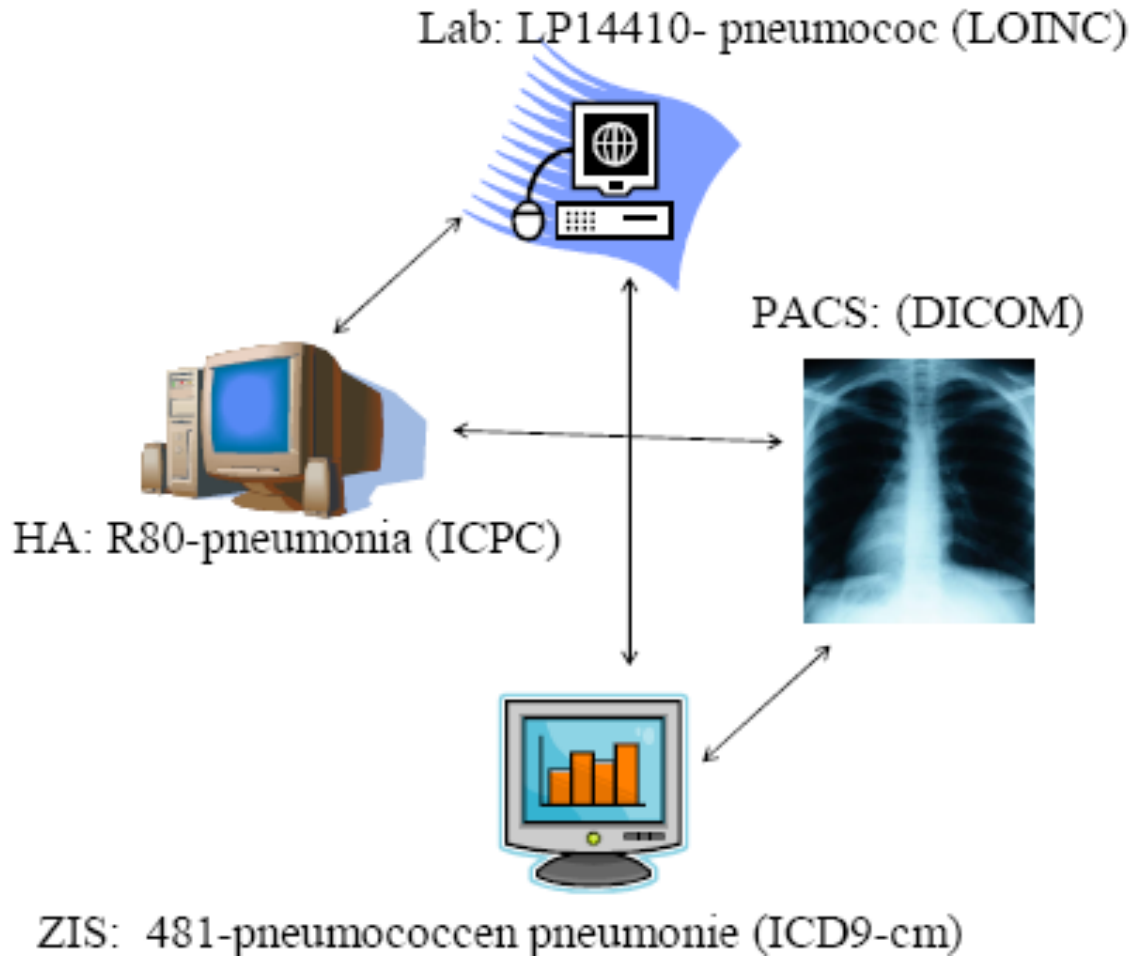 Lab: LP14410- pneumococ (LOINC)
PACS: (DICOM)
HA: R80-pneumonia (ICPC)
ZIS: 481-pneumococcen pneumonie (ICD9-cm)